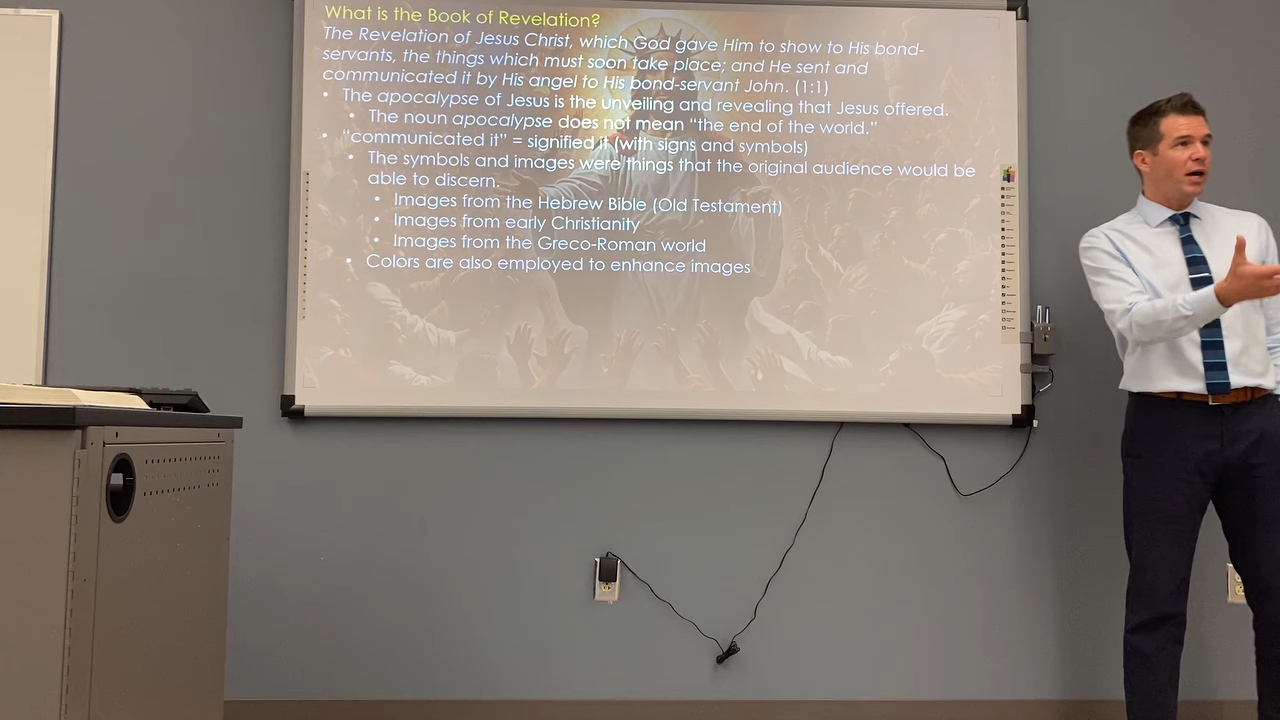 What is the Book of Revelation?
The Revelation of Jesus Christ, which God gave Him to show to His bond-
servants, the things which must soon take place; and He sent and
communicated it by His angel to His bond-servant John. (1:1)
• The apocalypse of Jesus is the unveiling and revealing that Jesus offered.
• The noun apocalypse does not mean “the end of the world.”
• “communicated it” = signified it (with signs and symbols)
• The symbols and images were things that the original audience would be
able to discern.
• Images from the Hebrew Bible (Old Testament)
• Images from early Christianity
• Images from the Greco-Roman world
• Colors are also employed to enhance images